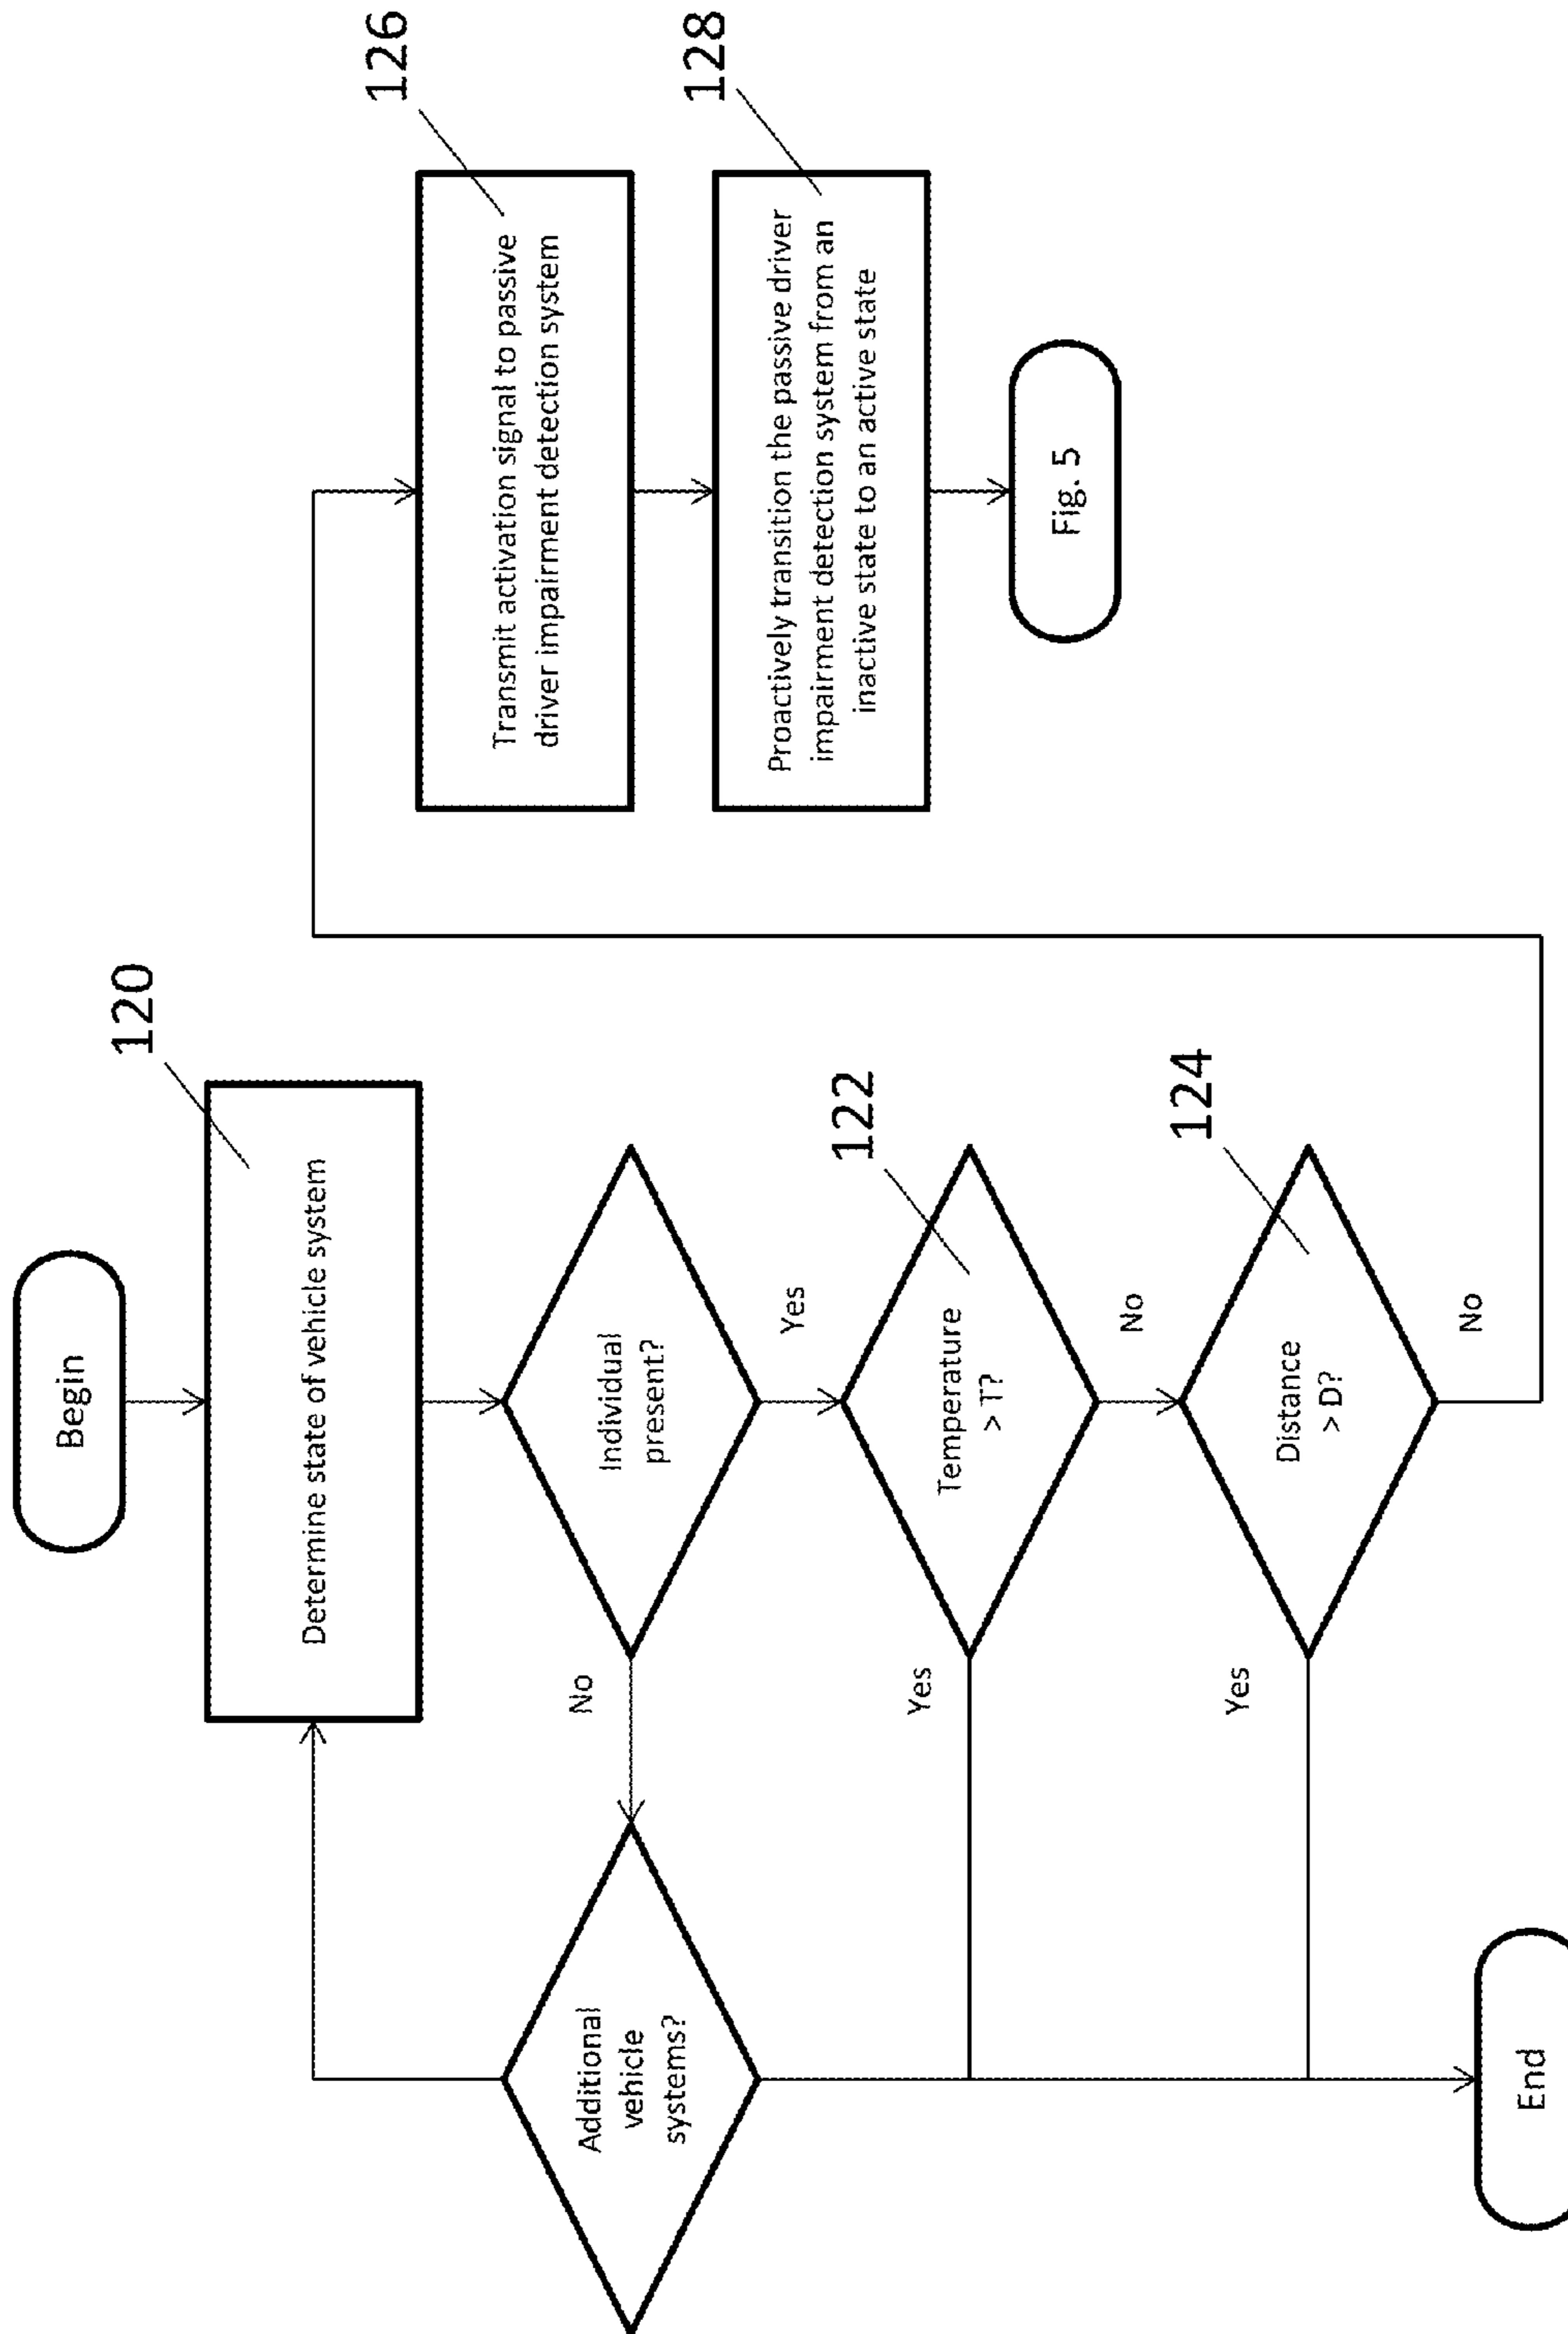 Begin
120
Determine state of vehicle system
Individual
present?
No
Yes
Additional
vehicle
systems?
122
Temperature
> T?
Yes
No
124
Distance
> D?
Yes
No
End
126
Transmit activation signal to passive
driver impairment detection system
128
Proactively transition the passive driver
impairment detection system from an
inactive state to an active state
Fig. 5